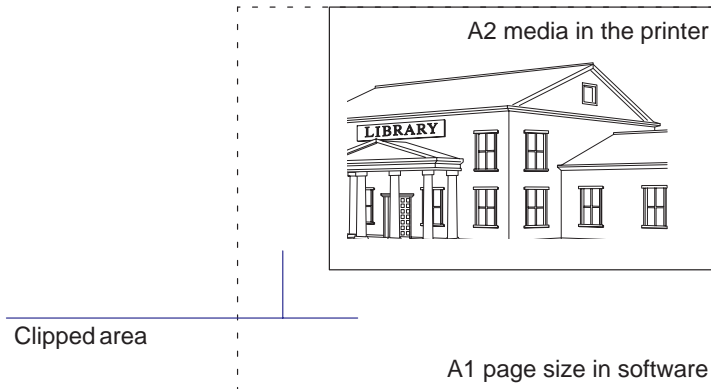 A2 media in the printer
LIBRARY
Clipped area
A1 page size in software